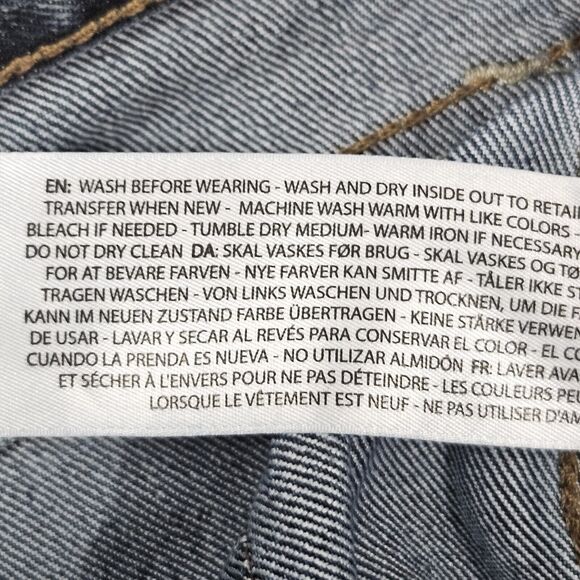 EN: WASH BEFORE WEARING - WASH AND DRY INSIDE OUT TO RETAI
TRANSFER WHEN NEW - MACHINE WASH WARM WITH LIKE COLORS -
BLEACH IF NEEDED - TUMBLE DRY MEDIUM- WARM IRON IF NECESSARY
DO NOT DRY CLEAN DA: SKAL VASKES FØR BRUG - SKAL VASKES OG TØ
FOR AT BEVARE FARVEN - NYE FARVER KAN SMITTE AF - TÅLER IKKE ST
TRAGEN WASCHEN - VON LINKS WASCHEN UND TROCKNEN, UM DIE F
KANN IM NEUEN ZUSTAND FARBE ÜBERTRAGEN - KEINE STÄRKE VERWEN
DE USAR - LAVAR Y SECAR AL REVÉS PARA CONSERVAR EL COLOR - EL CO
CUANDO LA PRENDA ES NUEVA - NO UTILIZAR ALMIDÓN FR: LAVER AVA
ET SÉCHER À L'ENVERS POUR NE PAS DÉTEINDRE - LES COULEURS PEU
LORSQUE LE VÊTEMENT EST NEUF - NE PAS UTILISER D'AM